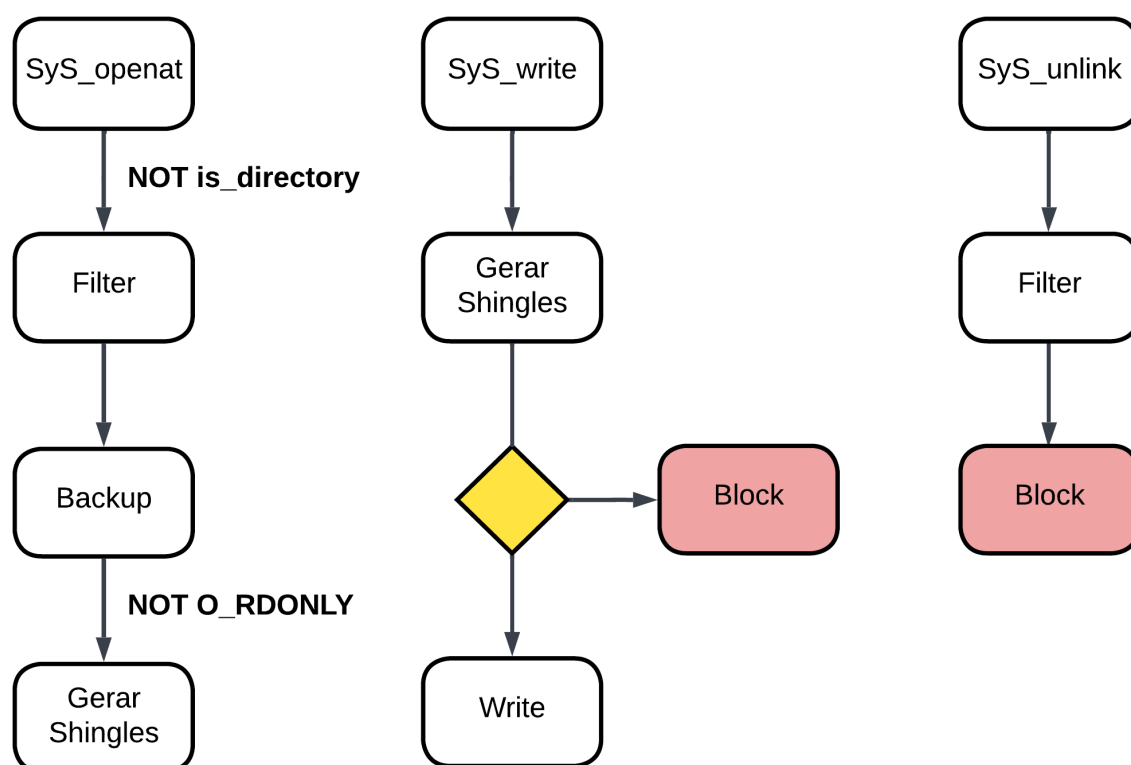 SyS_openat
NOT is_directory
Filter
Backup
NOT O_RDONLY
Gerar
Shingles
SyS_write
Gerar
Shingles
Block
Write
SyS_unlink
Filter
Block